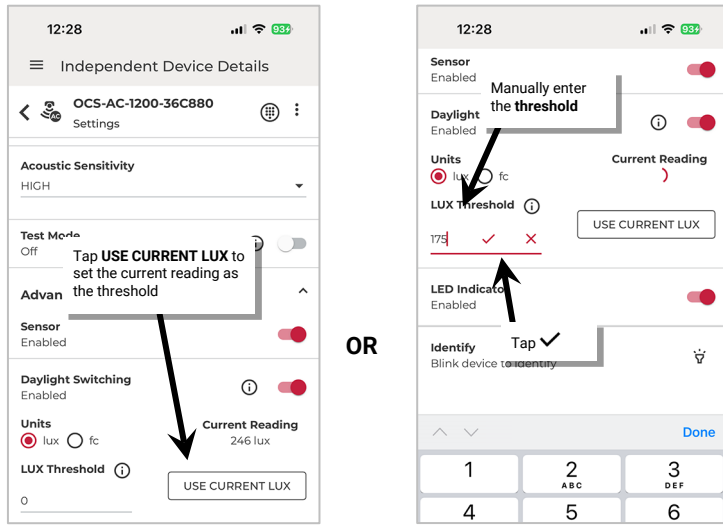 12:28
93
Independent Device Details
OCS-AC-1200-36C880
AC
Settings
Acoustic Sensitivity
HIGH
Test Mode
Off
Tap USE CURRENT LUX to
set the current reading as
the threshold
Advan
Sensor
Enabled
Daylight Switching
Enabled
Units
lux
fc
Current Reading
246 lux
LUX Threshold
0
USE CURRENT LUX
OR
12:28
93
Sensor
Enabled
Manually enter
the threshold
Daylight
Enabled
Units
lux
fc
Current Reading
LUX Threshold
175
USE CURRENT LUX
LED Indicator
Enabled
Tap ✓
Identify
Blink device to identify
Done
1
2
ABC
3
DEF
4
5
6